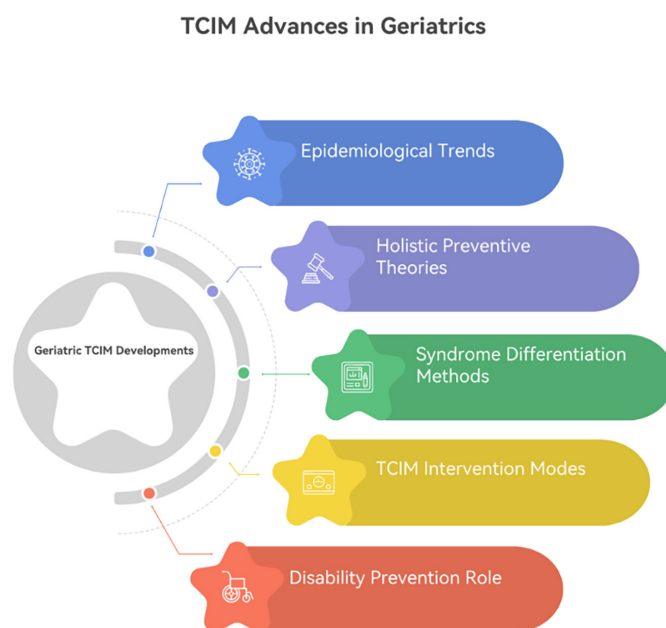 TCIM Advances in Geriatrics
Epidemiological Trends
Holistic Preventive
Theories
Geriatric TCIM Developments
Syndrome Differentiation
Methods
TCIM Intervention Modes
Disability Prevention Role